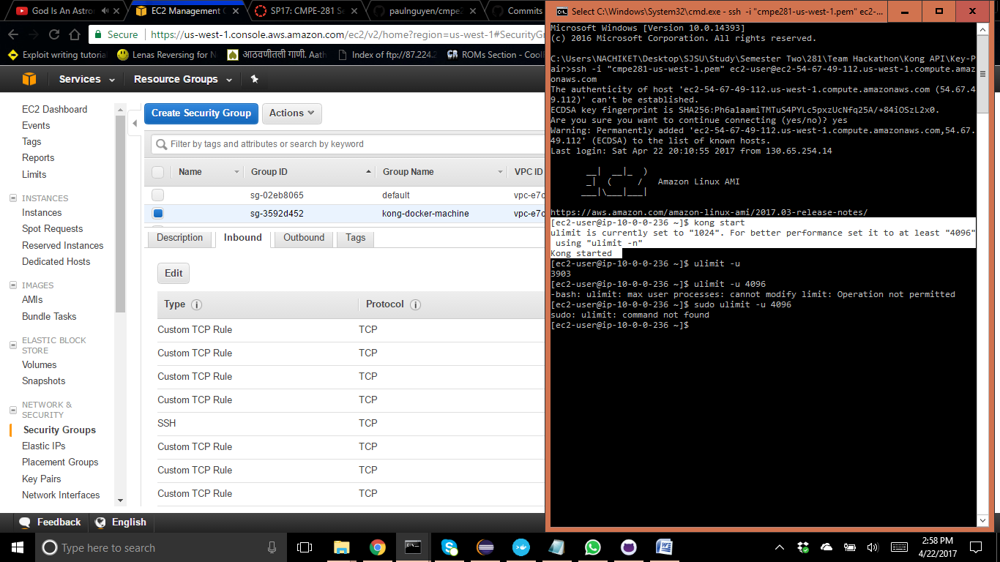 God Is An Astro
EC2 Management C
SP17: CMPE-281 Se
paulnguyen/cmpe2
Commits
Secure
https://us-west-1.console.aws.amazon.com/ec2/v2/home?region=us-west-1#SecurityGr
Exploit writing tutorial
Lenas Reversing for N
आठवणीतली गाणी. Aath
Index of ftp://87.224.2
ROMs Section - Cool
Services
Resource Groups
EC2 Dashboard
Events
Tags
Reports
Limits
INSTANCES
Instances
Spot Requests
Reserved Instances
Dedicated Hosts
IMAGES
AMIs
Bundle Tasks
ELASTIC BLOCK
STORE
Volumes
Snapshots
NETWORK &
SECURITY
Security Groups
Elastic IPs
Placement Groups
Key Pairs
Network Interfaces
Create Security Group
Actions
Filter by tags and attributes or search by keyword
Name Group ID Group Name VPC ID
sg-02eb8065 default vpc-e7c
sg-3592d452 kong-docker-machine vpc-e7c
Description Inbound Outbound Tags
Edit
Type Protocol
Custom TCP Rule TCP
Custom TCP Rule TCP
Custom TCP Rule TCP
Custom TCP Rule TCP
SSH TCP
Custom TCP Rule TCP
Custom TCP Rule TCP
Custom TCP Rule TCP
Feedback English
Select C:\Windows\System32\cmd.exe - ssh -i "cmpe281-us-west-1.pem" ec2-...
Microsoft Windows [Version 10.0.14393]
(c) 2016 Microsoft Corporation. All rights reserved.
C:\Users\NACHIKET\Desktop\SJSU\Study\Semester Two\281\Team Hackathon\Kong API\Key-P
air>ssh -i "cmpe281-us-west-1.pem" ec2-user@ec2-54-67-49-112.us-west-1.compute.amaz
onaws.com
The authenticity of host 'ec2-54-67-49-112.us-west-1.compute.amazonaws.com (54.67.4
9.112)' can't be established.
ECDSA key fingerprint is SHA256:Ph6a1aamiTMTuS4PYLc5pxzUcNfq25A/+84iOSzL2x0.
Are you sure you want to continue connecting (yes/no)? yes
Warning: Permanently added 'ec2-54-67-49-112.us-west-1.compute.amazonaws.com,54.67.
49.112' (ECDSA) to the list of known hosts.
Last login: Sat Apr 22 20:10:55 2017 from 130.65.254.14
__| __|_ )
_| ( / Amazon Linux AMI
___|\___|___|
https://aws.amazon.com/amazon-linux-ami/2017.03-release-notes/
[ec2-user@ip-10-0-0-236 ~]$ kong start
ulimit is currently set to "1024". For better performance set it to at least "4096"
using "ulimit -n"
Kong started
[ec2-user@ip-10-0-0-236 ~]$ ulimit -u
3903
[ec2-user@ip-10-0-0-236 ~]$ ulimit -u 4096
-bash: ulimit: max user processes: cannot modify limit: Operation not permitted
[ec2-user@ip-10-0-0-236 ~]$ sudo ulimit -u 4096
sudo: ulimit: command not found
[ec2-user@ip-10-0-0-236 ~]$
Type here to search
2:58 PM
4/22/2017